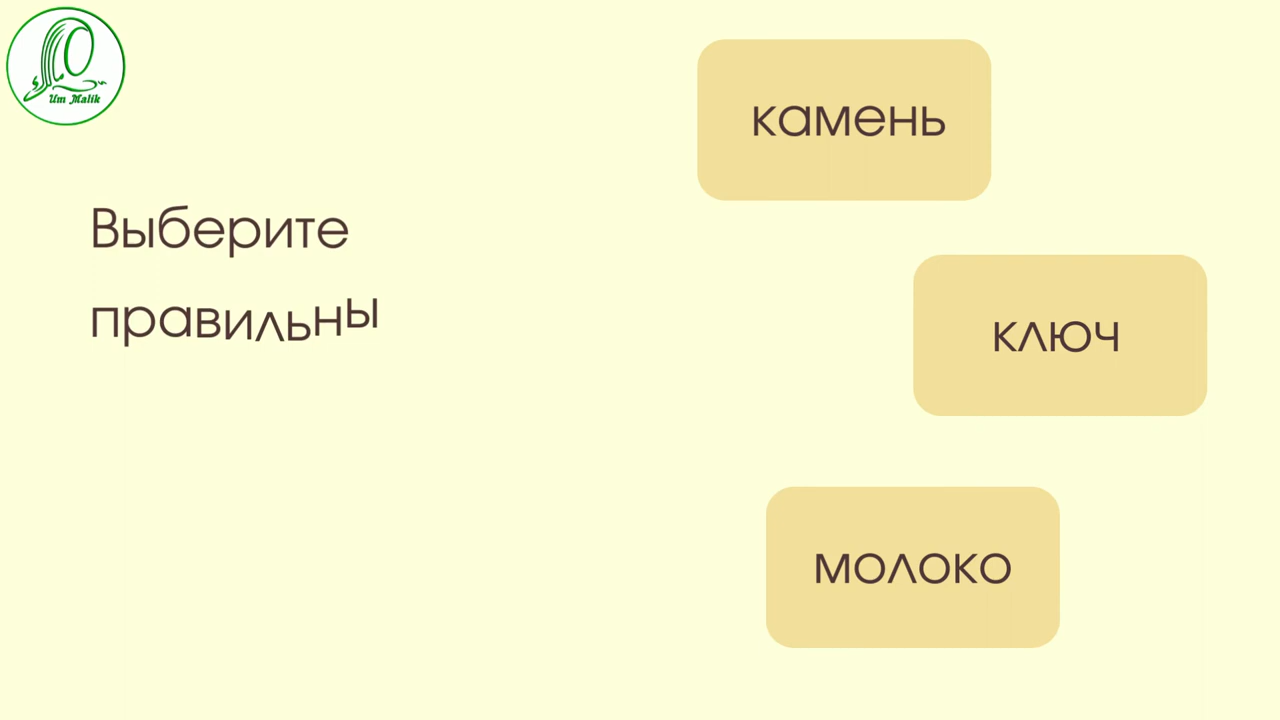 Um Malik
камень
Выберите
правильны
ключ
молоко